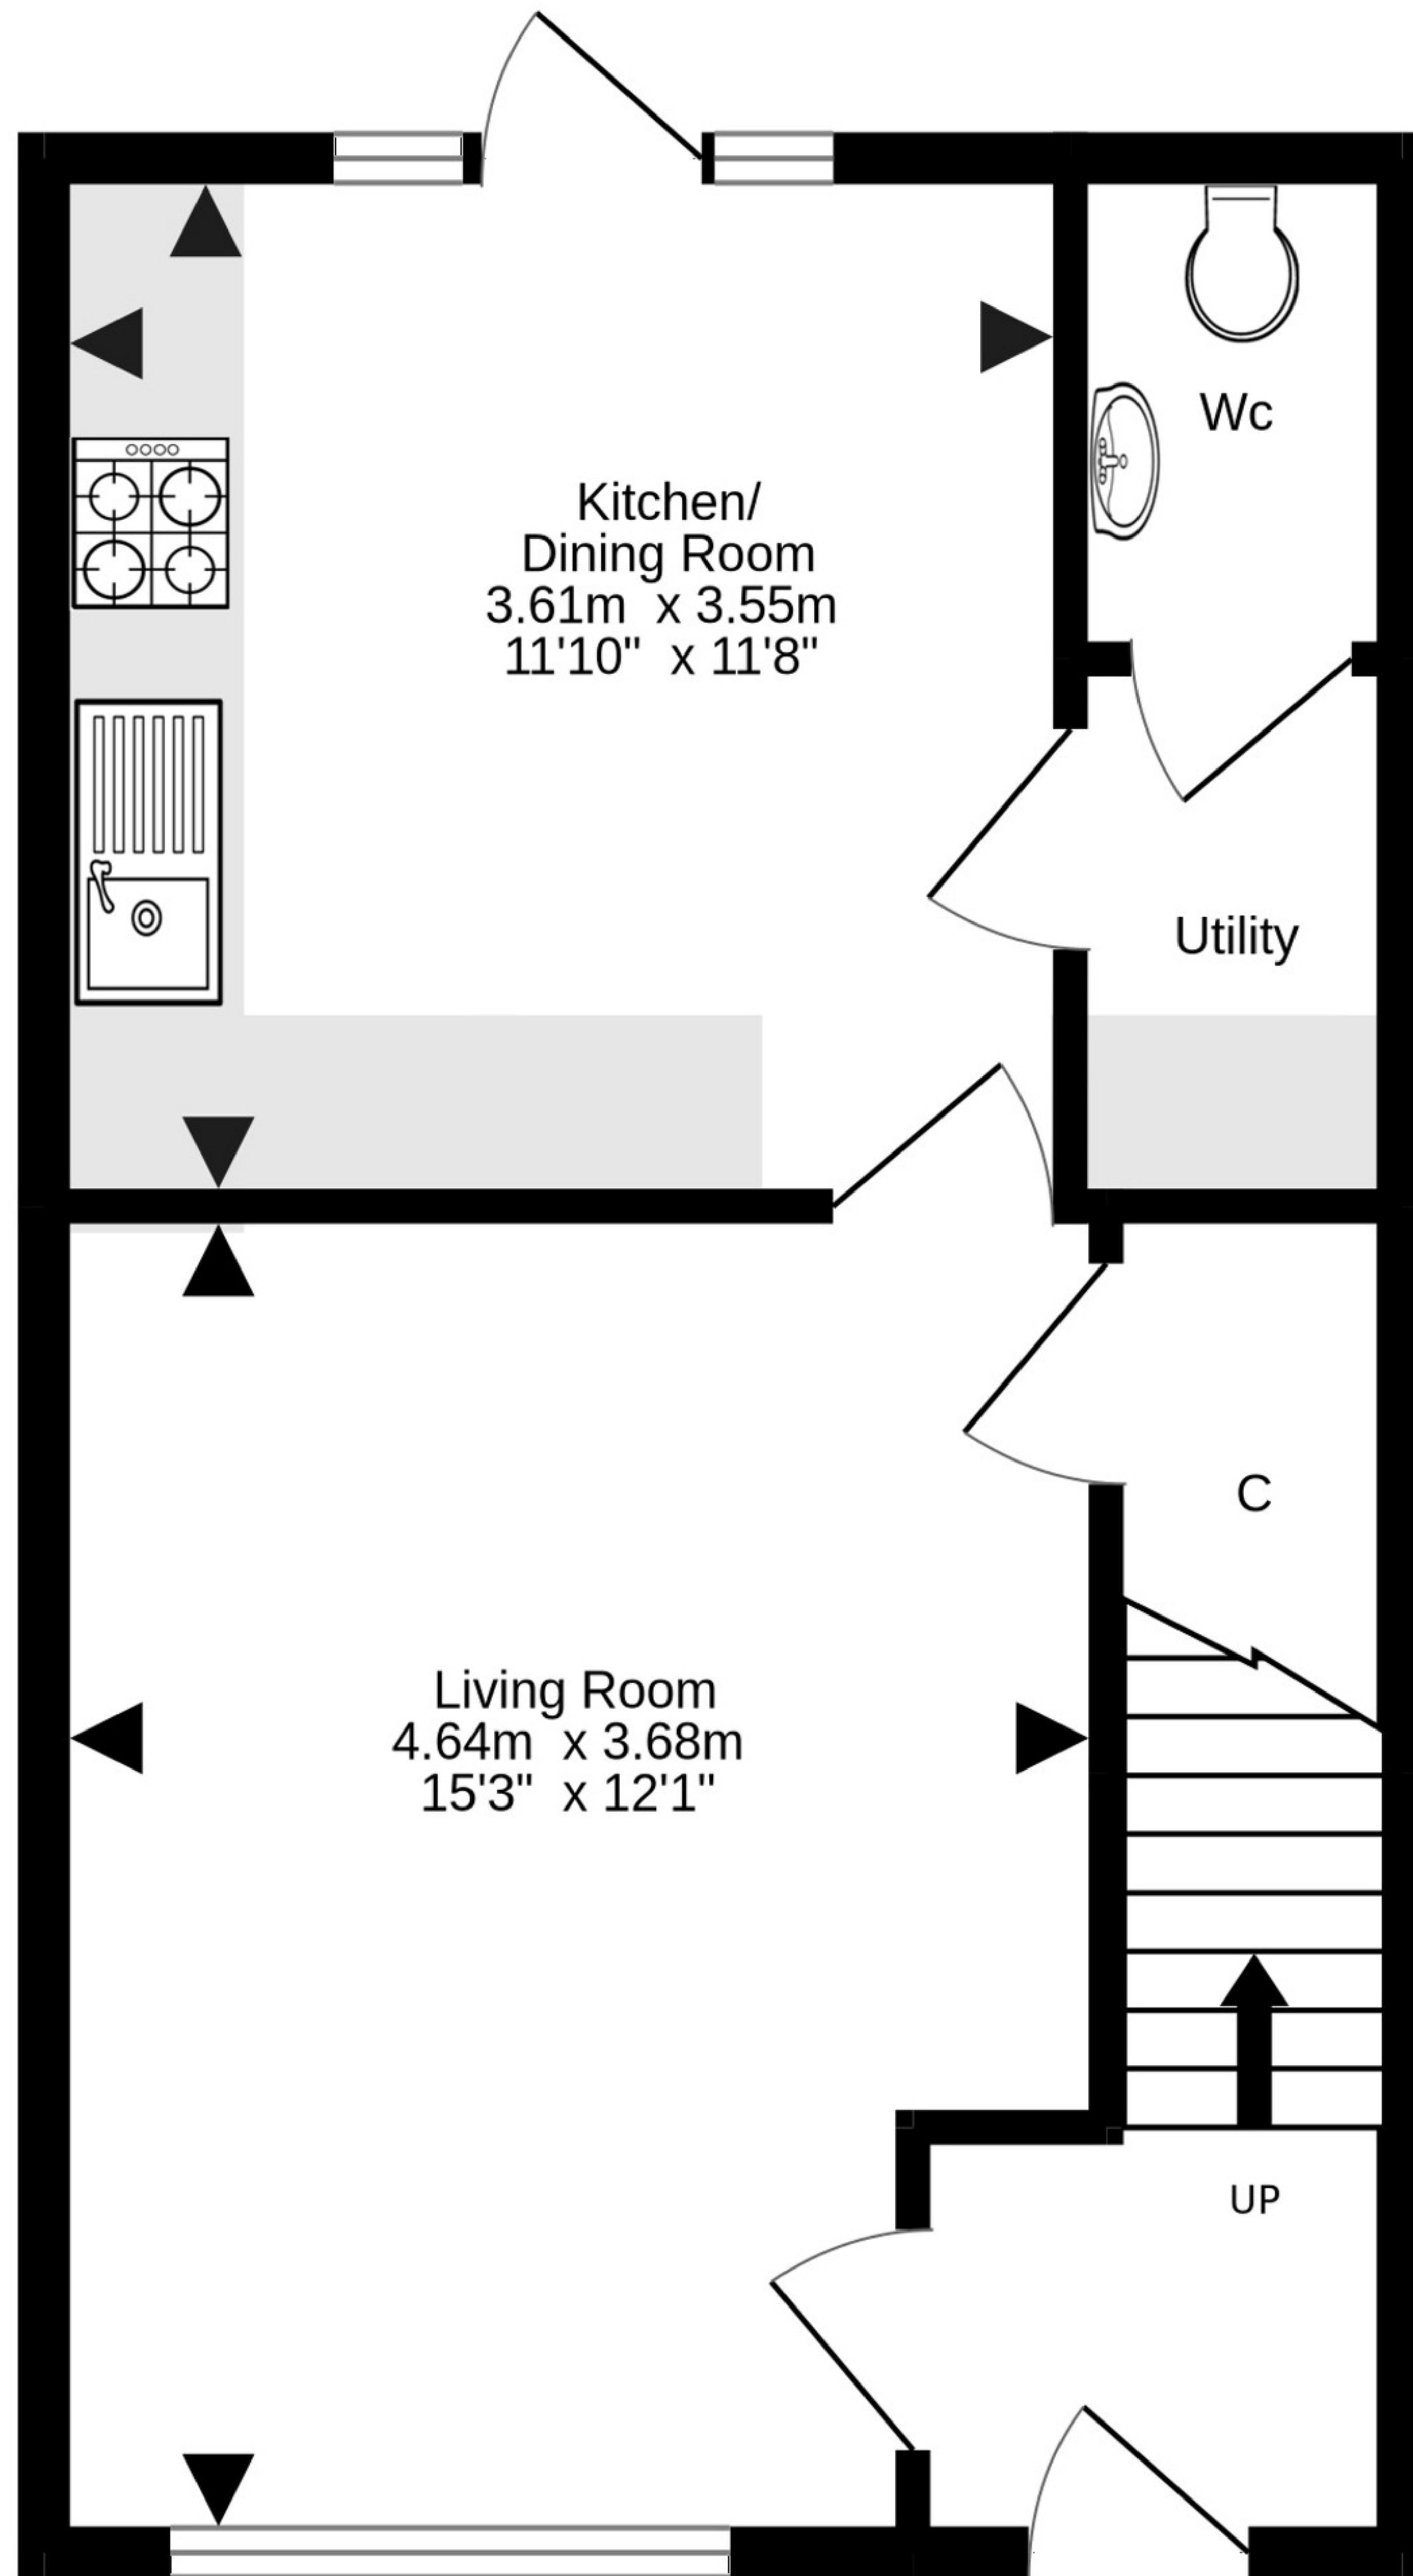 Wc
Kitchen/
Dining Room
3.61m x 3.55m
11'10" x 11'8"
Utility
C
Living Room
4.64m x 3.68m
15'3" x 12'1"
UP